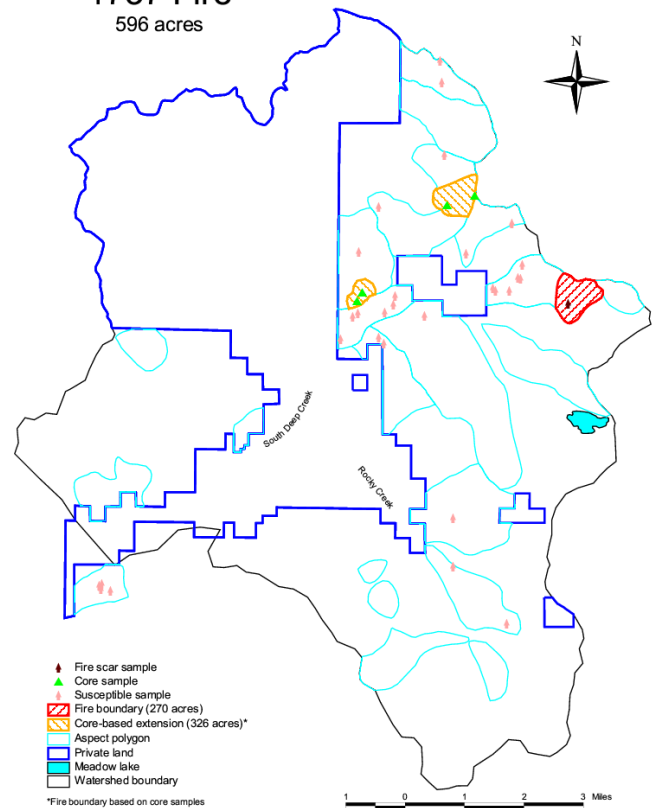 596 acres
N
South Deep Creek
Rocky Creek
Fire scar sample
Core sample
Susceptible sample
Fire boundary (270 acres)
Core-based extension (326 acres)*
Aspect polygon
Private land
Meadow lake
Watershed boundary
*Fire boundary based on core samples
1 0 1 2 3 Miles